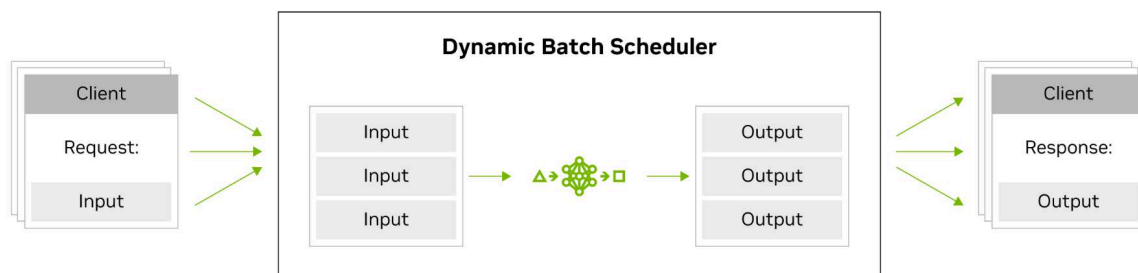 Dynamic Batch Scheduler
Client
Request:
Input
Input
Input
Input
Output
Output
Output
Client
Response:
Output